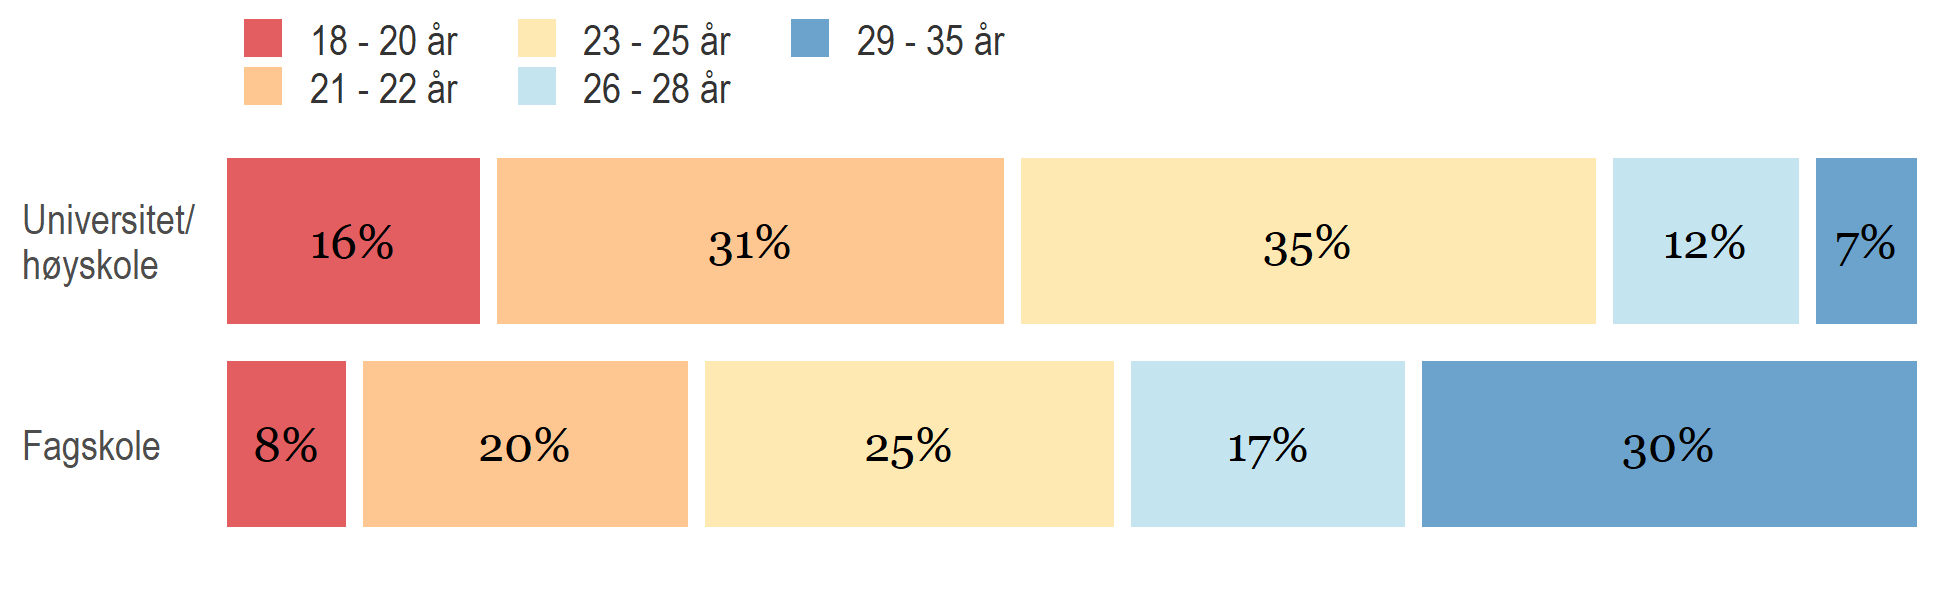 18 - 20 år
23 - 25 år
29 - 35 år
21 - 22 år
26 - 28 år
Universitet/
høyskole
16%
31%
35%
12%
7%
Fagskole
8%
20%
25%
17%
30%